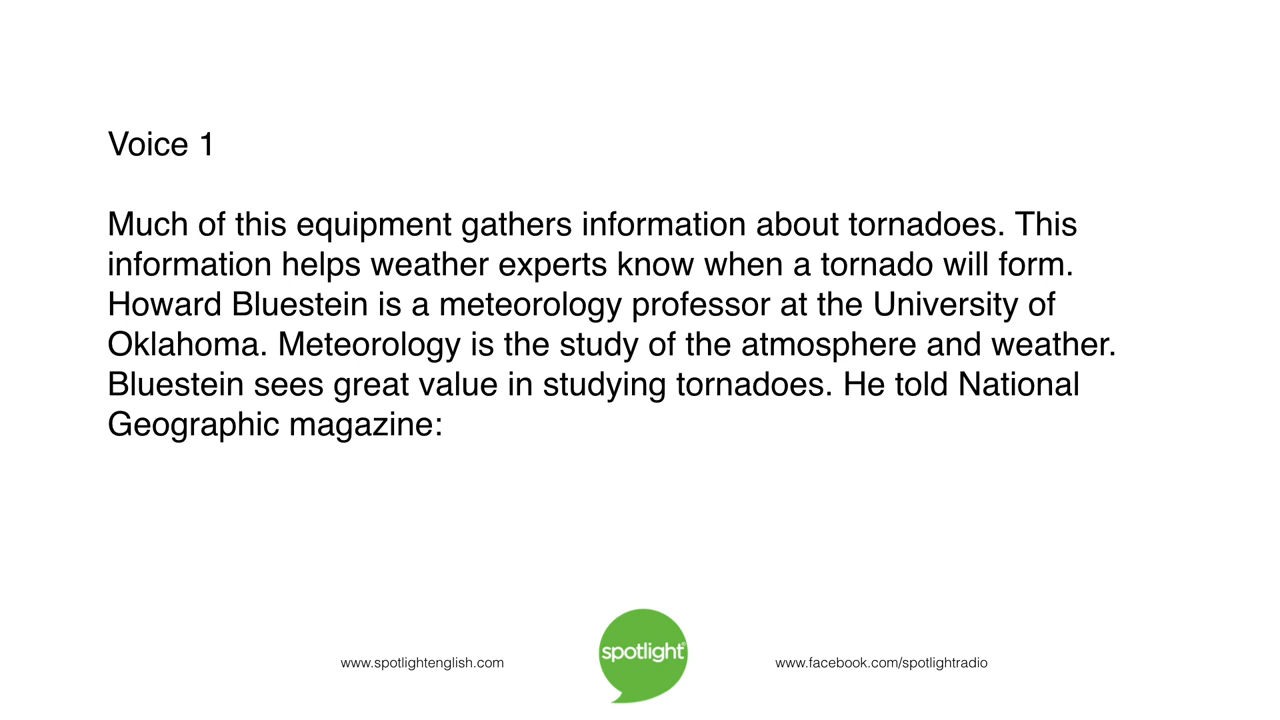 Voice 1
Much of this equipment gathers information about tornadoes. This
information helps weather experts know when a tornado will form.
Howard Bluestein is a meteorology professor at the University of
Oklahoma. Meteorology is the study of the atmosphere and weather.
Bluestein sees great value in studying tornadoes. He told National
Geographic magazine:
www.spotlightenglish.com
spotlight®
www.facebook.com/spotlightradio